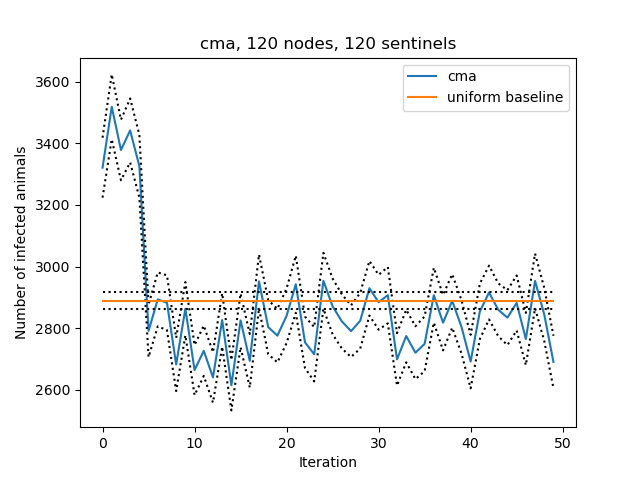 cma, 120 nodes, 120 sentinels
cma
uniform baseline
Number of infected animals
3600
3400
3200
3000
2800
2600
0 10 20 30 40 50
Iteration